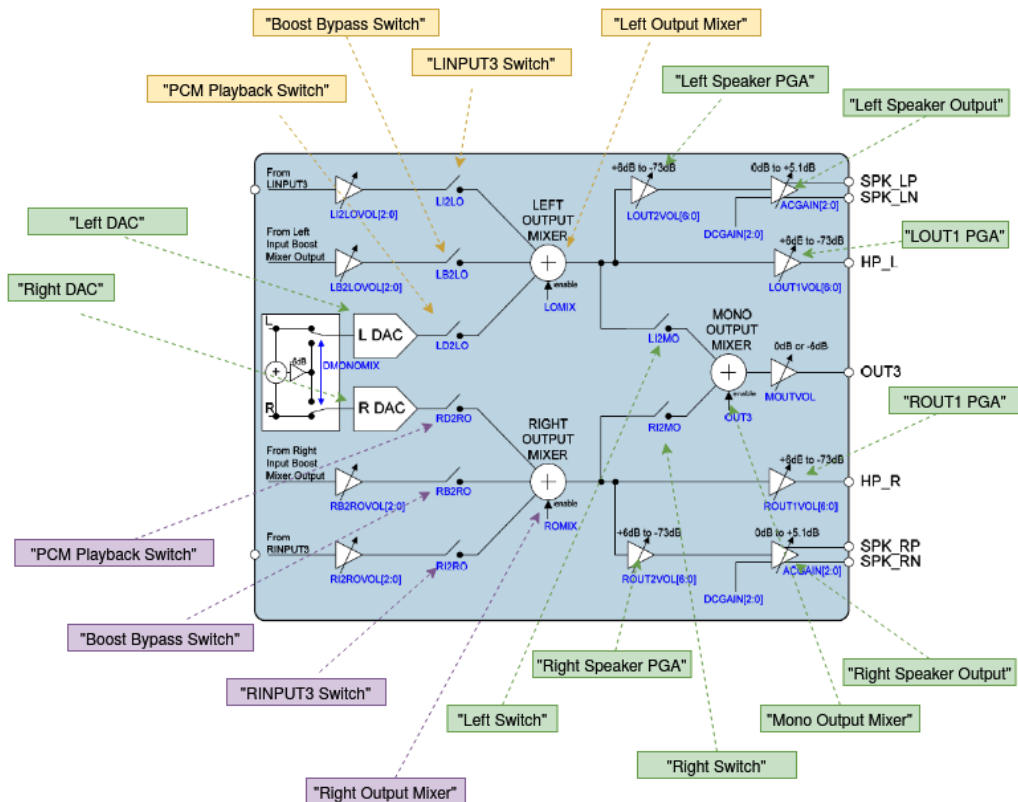 "Boost Bypass Switch"
"Left Output Mixer"
"LINPUT3 Switch"
"PCM Playback Switch"
"Left Speaker PGA"
"Left Speaker Output"
"Left DAC"
"Right DAC"
"LOUT1 PGA"
"ROUT1 PGA"
From
LINPUT3
LI2LOVOL[2:0]
LI2LO
LEFT
OUTPUT
MIXER
+6dB to -73dB
LOUT2VOL[6:0]
0dB to +5.1dB
ACGAIN[2:0]
DCGAIN[2:0]
SPK_LP
SPK_LN
From Left
Input Boost
Mixer Output
LB2LOVOL[2:0]
LB2LO
enable
LOMIX
+6dB to -73dB
LOUT1VOL[6:0]
HP_L
L
-6dB
DMONOMIX
R
L DAC
LD2LO
R DAC
RD2RO
LI2MO
RI2MO
MONO
OUTPUT
MIXER
enable
OUT3
0dB or -6dB
MOUTVOL
OUT3
From Right
Input Boost
Mixer Output
RB2ROVOL[2:0]
RB2RO
RIGHT
OUTPUT
MIXER
enable
ROMIX
+6dB to -73dB
ROUT1VOL[6:0]
HP_R
From
RINPUT3
RI2ROVOL[2:0]
RI2RO
+6dB to -73dB
ROUT2VOL[6:0]
0dB to +5.1dB
ACGAIN[2:0]
DCGAIN[2:0]
SPK_RP
SPK_RN
"PCM Playback Switch"
"Boost Bypass Switch"
"RINPUT3 Switch"
"Right Output Mixer"
"Right Speaker PGA"
"Left Switch"
"Right Switch"
"Right Speaker Output"
"Mono Output Mixer"